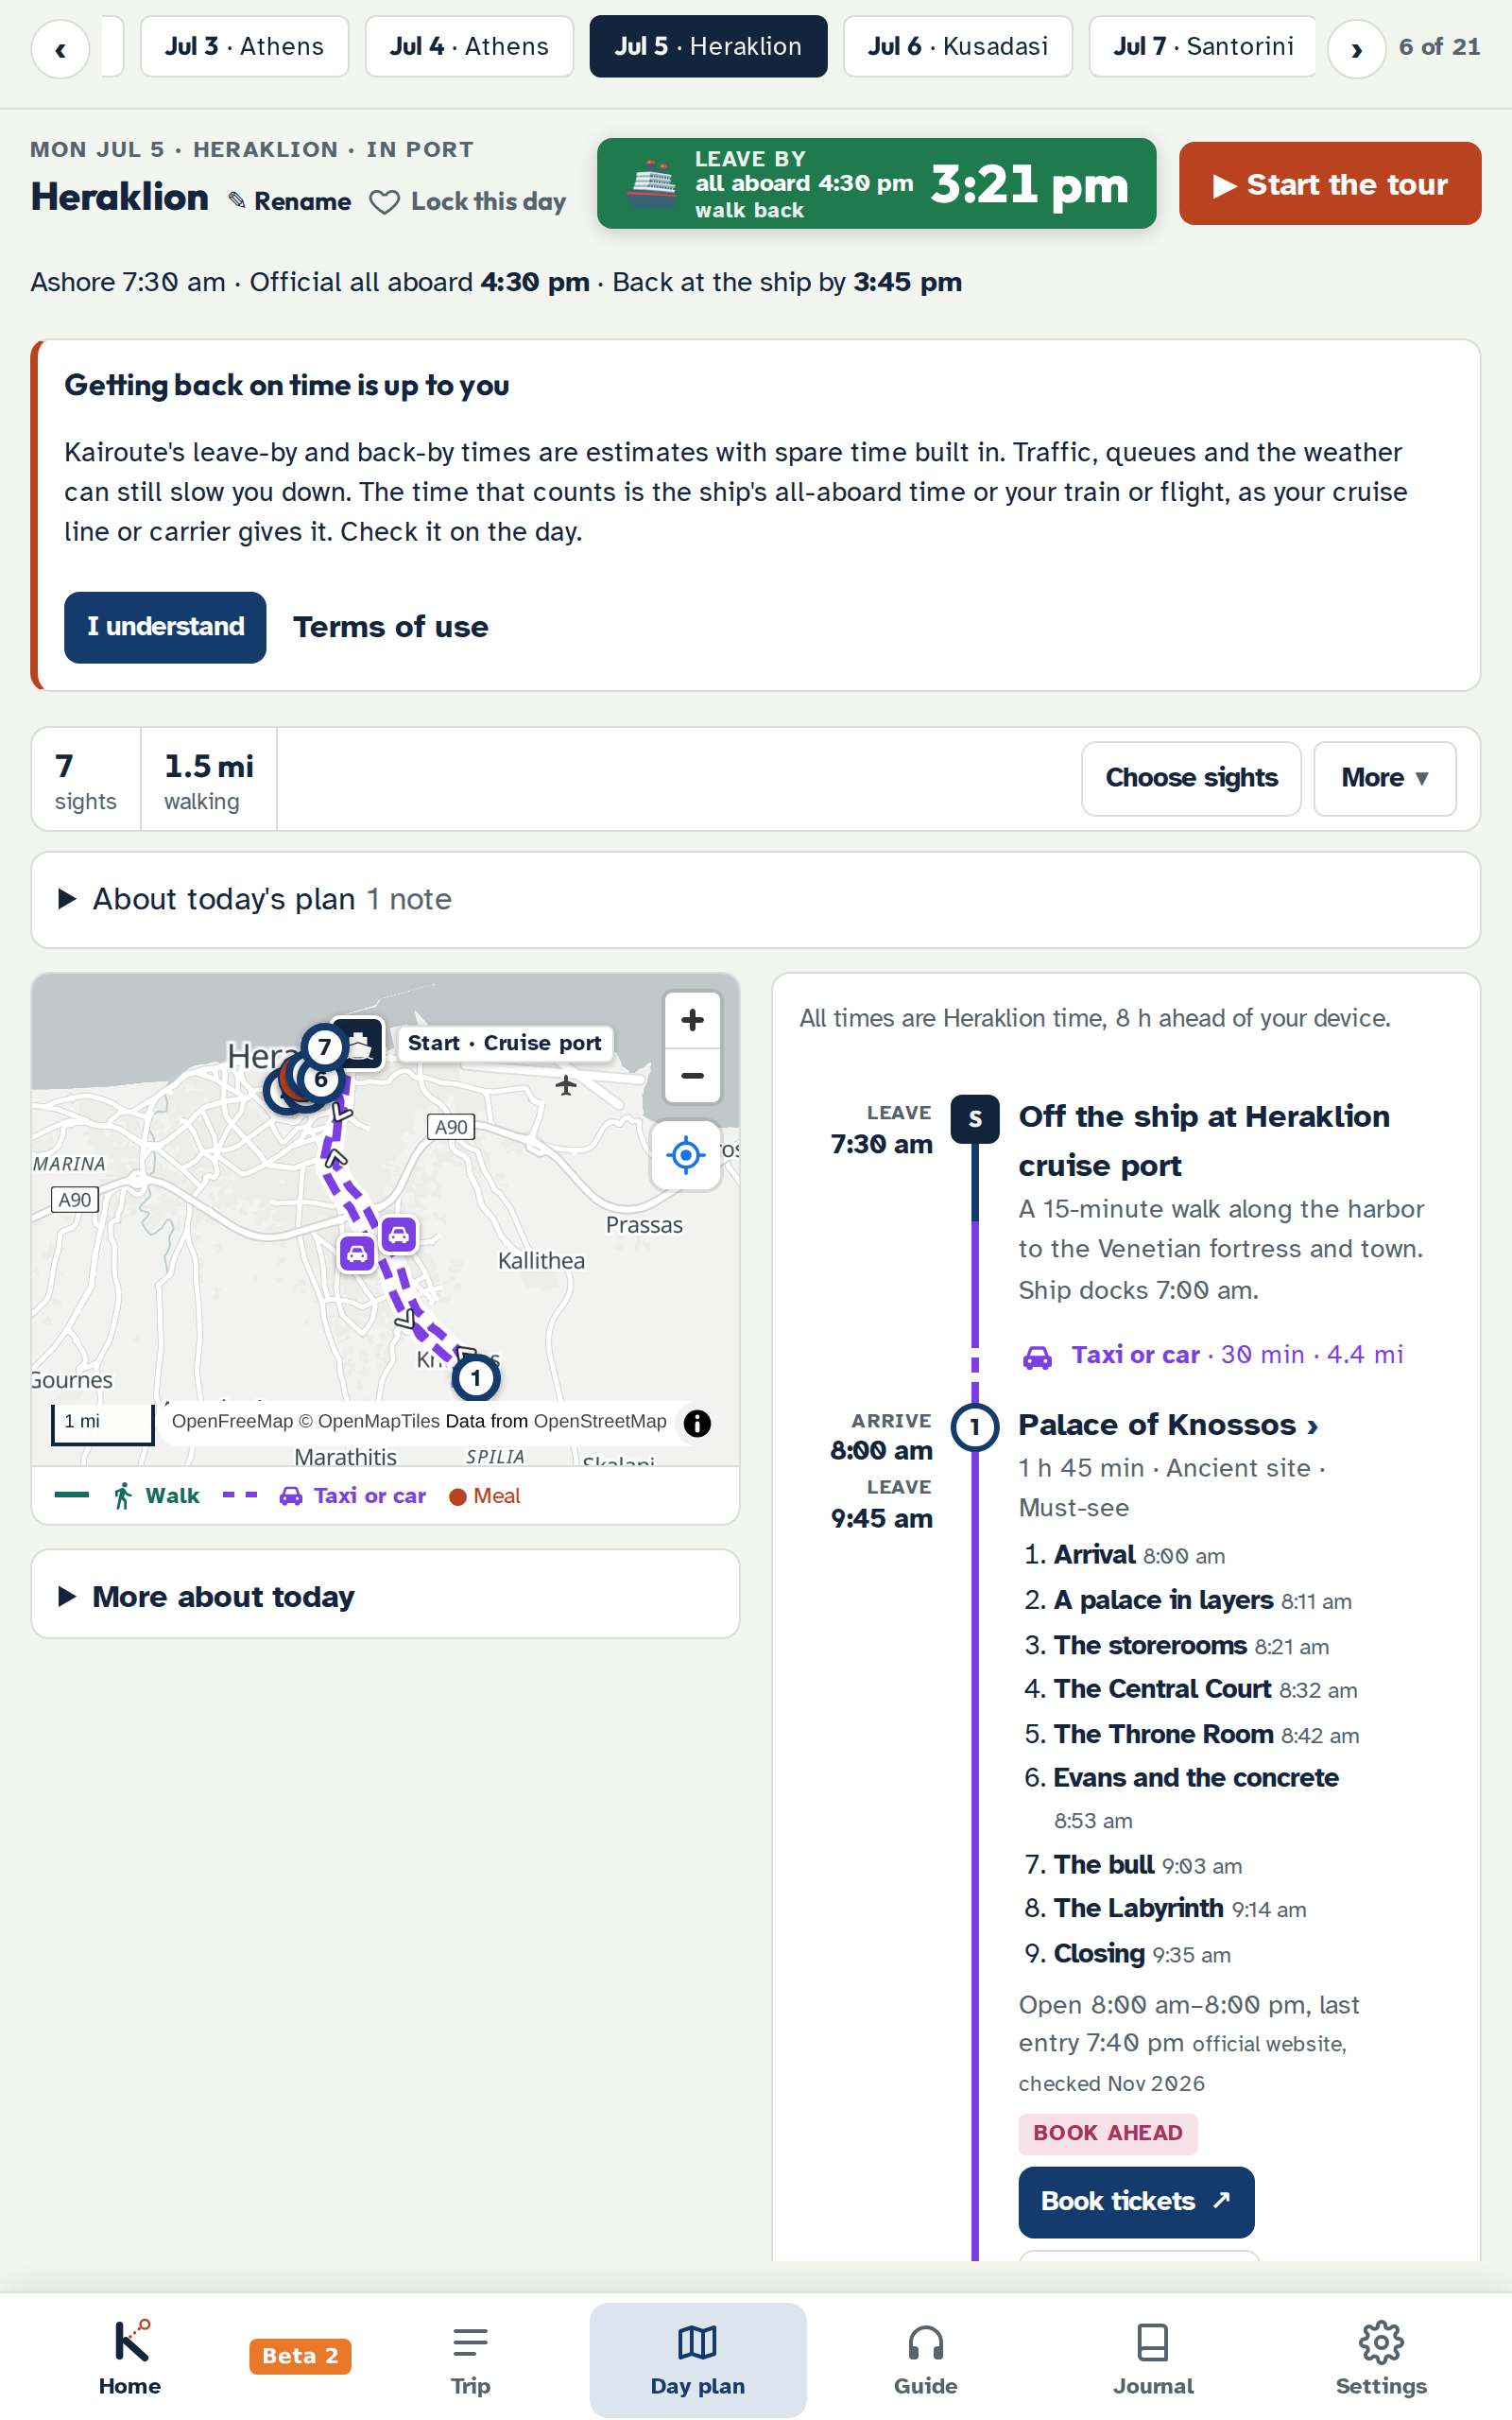 ‹
Jul 3 · Athens
Jul 4 · Athens
Jul 5 · Heraklion
Jul 6 · Kusadasi
Jul 7 · Santorini
›
6 of 21
MON JUL 5 · HERAKLION · IN PORT
Heraklion
✎ Rename
Lock this day
LEAVE BY
all aboard 4:30 pm
walk back
3:21 pm
▶ Start the tour
Ashore 7:30 am · Official all aboard 4:30 pm · Back at the ship by 3:45 pm
Getting back on time is up to you
Kairoute's leave-by and back-by times are estimates with spare time built in. Traffic, queues and the weather
can still slow you down. The time that counts is the ship's all-aboard time or your train or flight, as your cruise
line or carrier gives it. Check it on the day.
I understand
Terms of use
7
sights
1.5 mi
walking
Choose sights
More ▼
▶ About today's plan 1 note
7
6
Start · Cruise port
+
−
A90
MARINA
A90
Prassas
Kallithea
1
Gournes
1 mi
OpenFreeMap © OpenMapTiles Data from OpenStreetMap
Marathitis
SPILIA
Walk
Taxi or car
Meal
▶ More about today
All times are Heraklion time, 8 h ahead of your device.
LEAVE
7:30 am
S
Off the ship at Heraklion
cruise port
A 15-minute walk along the harbor
to the Venetian fortress and town.
Ship docks 7:00 am.
Taxi or car · 30 min · 4.4 mi
ARRIVE
8:00 am
LEAVE
9:45 am
1
Palace of Knossos ›
1 h 45 min · Ancient site ·
Must-see
1. Arrival 8:00 am
2. A palace in layers 8:11 am
3. The storerooms 8:21 am
4. The Central Court 8:32 am
5. The Throne Room 8:42 am
6. Evans and the concrete
8:53 am
7. The bull 9:03 am
8. The Labyrinth 9:14 am
9. Closing 9:35 am
Open 8:00 am–8:00 pm, last
entry 7:40 pm official website,
checked Nov 2026
BOOK AHEAD
Book tickets ↗
Home
Beta 2
Trip
Day plan
Guide
Journal
Settings